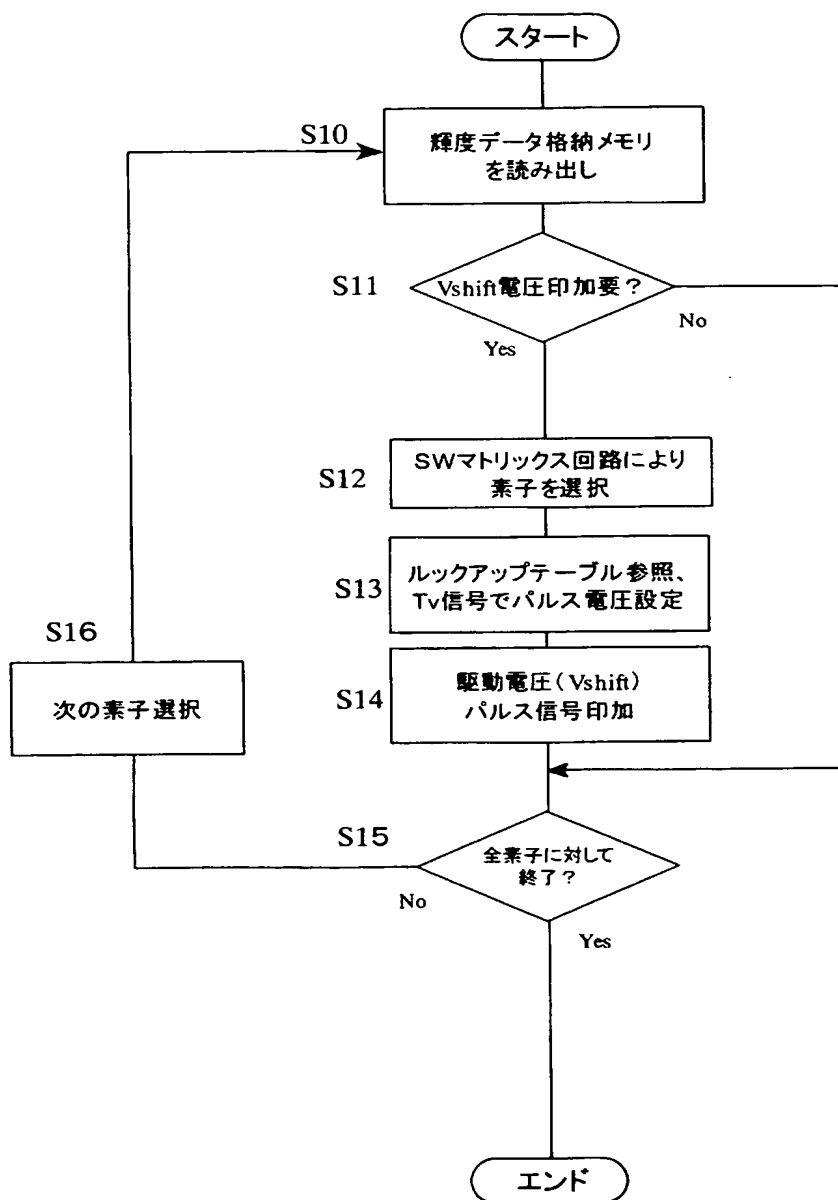 スタート
S10
輝度データ格納メモリ
を読み出し
S11
Vshift電圧印加要?
No
Yes
S12
SWマトリックス回路により
素子を選択
S13
ルックアップテーブル参照、
Tv信号でパルス電圧設定
S16
次の素子選択
S14
駆動電圧(Vshift)
パルス信号印加
S15
全素子に対して
終了?
No
Yes
エンド